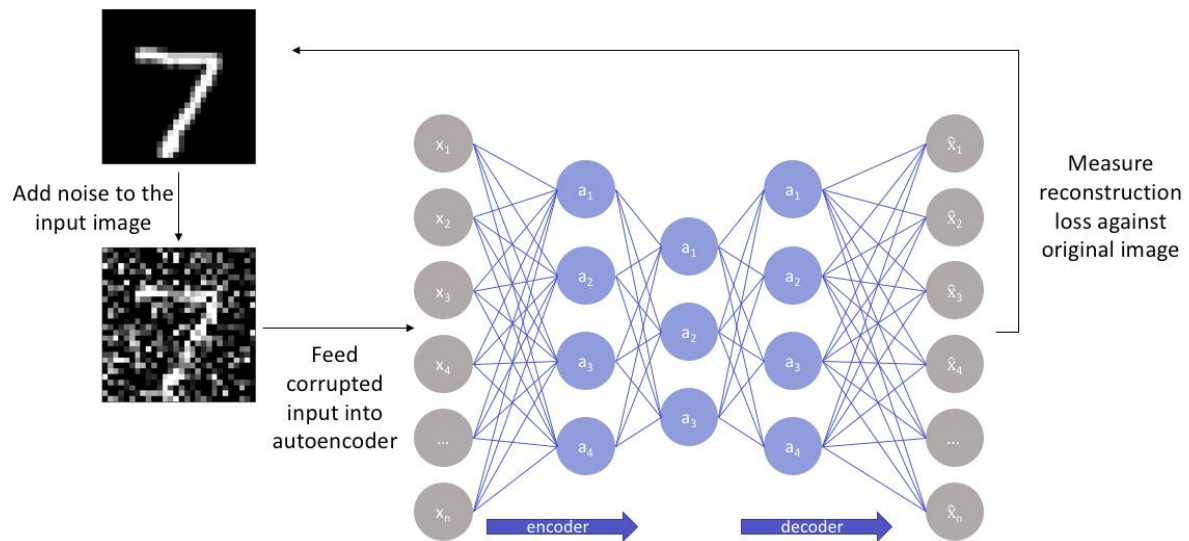 Add noise to the
input image
Feed
corrupted
input into
autoencoder
x₁
x₂
x₃
x₄
...
xₙ
a₁
a₂
a₃
a₄
a₁
a₂
a₃
a₁
a₂
a₃
a₄
x̂₁
x̂₂
x̂₃
x̂₄
...
x̂ₙ
encoder
decoder
Measure
reconstruction
loss against
original image